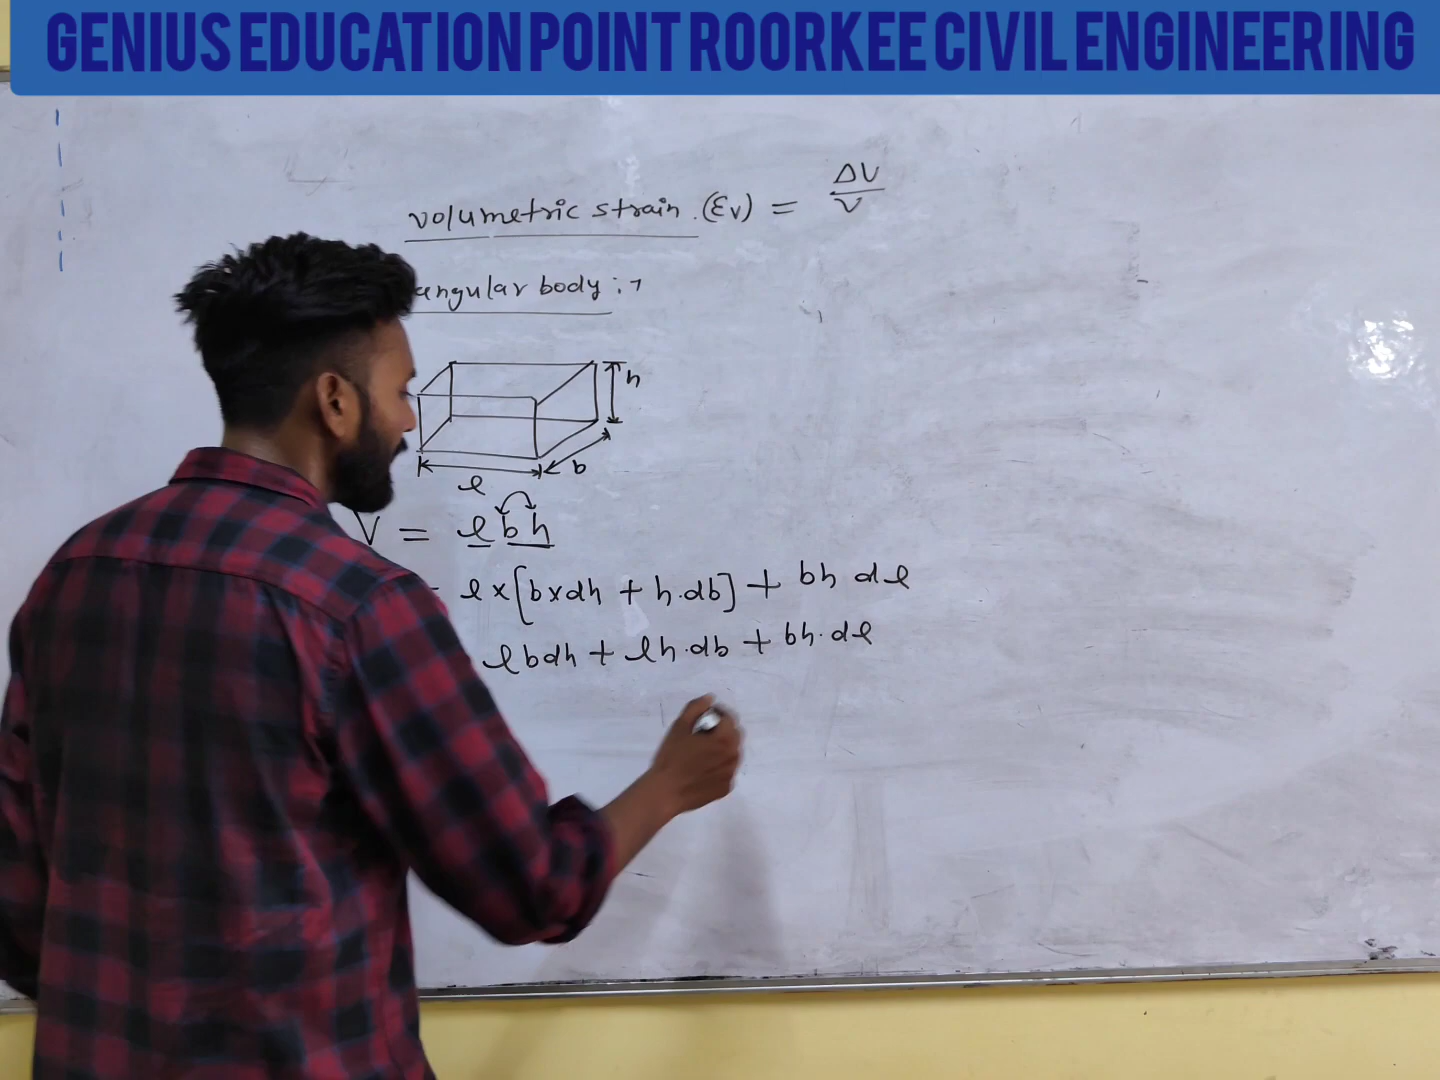 GENIUS EDUCATION POINT ROORKEE CIVIL ENGINEERING
volumetric strain. (εv) = ΔV/V
angular body :→
h
b
l
V = l b h
l × [b×dh + h·db] + bh dl
lbdh + lh·db + bh·dl